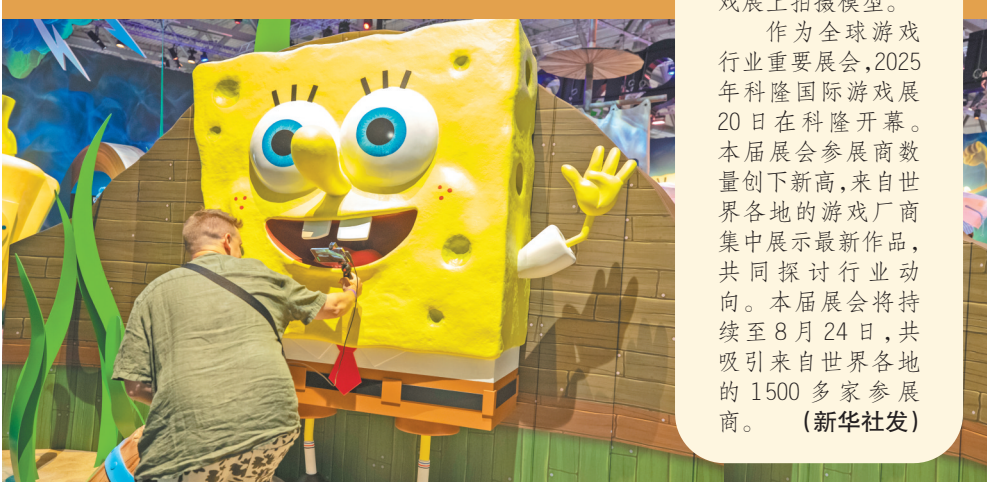 戏展上拍摄模型。
作为全球游戏
行业重要展会,2025
年科隆国际游戏展
20日在科隆开幕。
本届展会参展商数
量创下新高,来自世
界各地的游戏厂商
集中展示最新作品,
共同探讨行业动
向。本届展会将持
续至8月24日,共
吸引来自世界各地
的1500多家参展
商。 (新华社发)